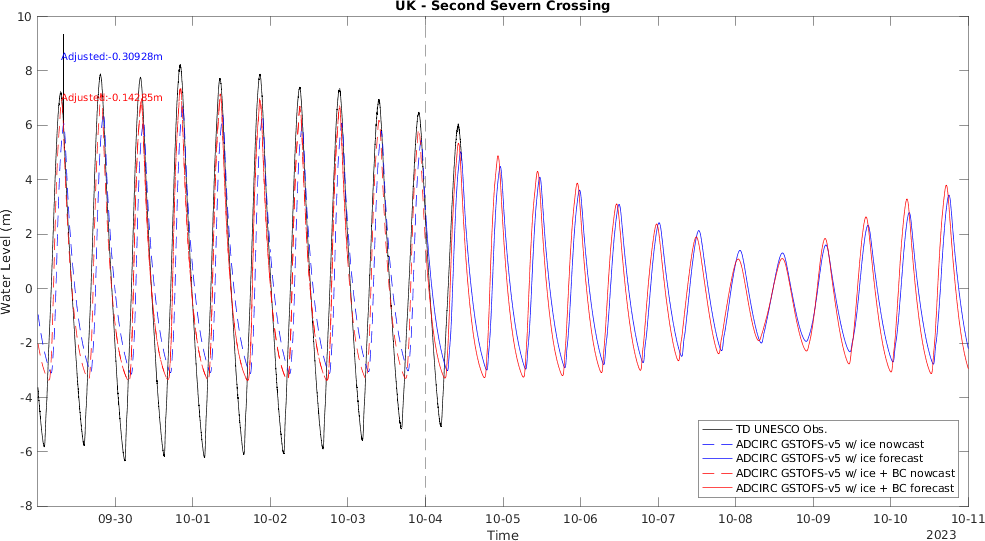 UK - Second Severn Crossing
10
8
6
4
2
0
-2
-4
-6
-8
Water Level (m)
Adjusted:-0.30928m
Adjusted:-0.14285m
TD UNESCO Obs.
ADCIRC GSTOFS-v5 w/ ice nowcast
ADCIRC GSTOFS-v5 w/ ice forecast
ADCIRC GSTOFS-v5 w/ ice + BC nowcast
ADCIRC GSTOFS-v5 w/ ice + BC forecast
09-30 10-01 10-02 10-03 10-04 10-05 10-06 10-07 10-08 10-09 10-10 10-11
Time
2023